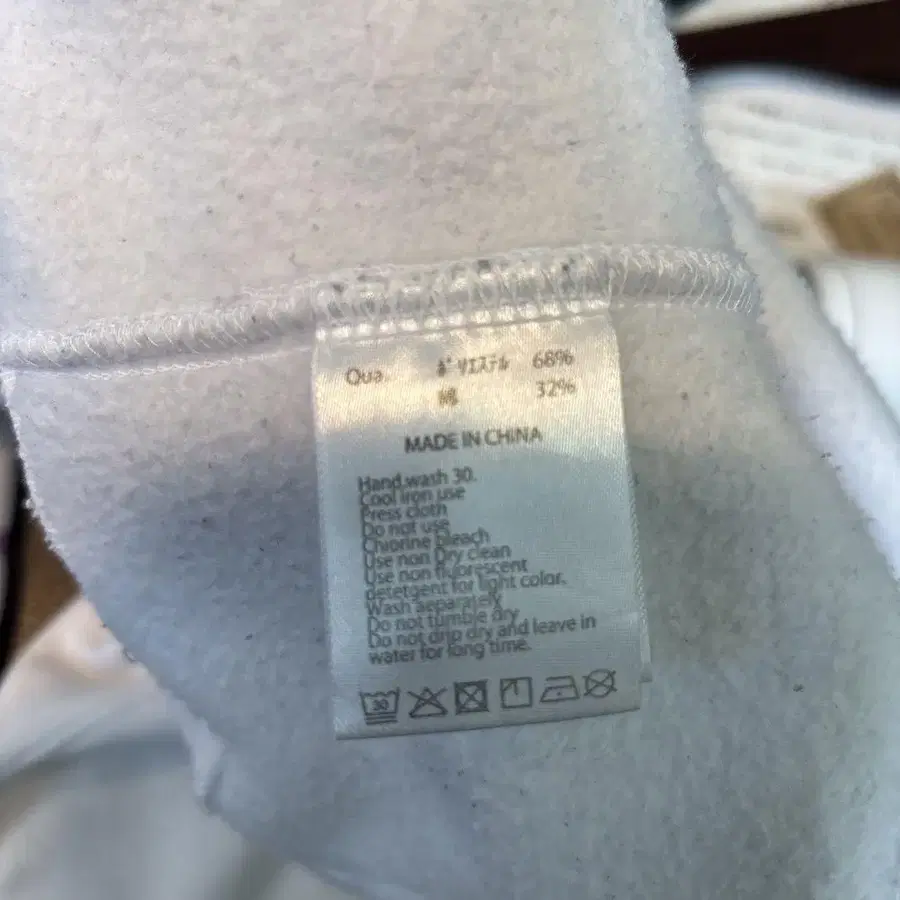 Qua. ポリエステル 68%
綿 32%
MADE IN CHINA
Hand wash 30.
Cool iron use
Press cloth
Do not use
Chlorine bleach
Use non Dry clean
Use non fluorescent
detetgent for light color.
Wash aeparately
Do not tumble dry
Do not drip dry and leave in
water for long time.
30